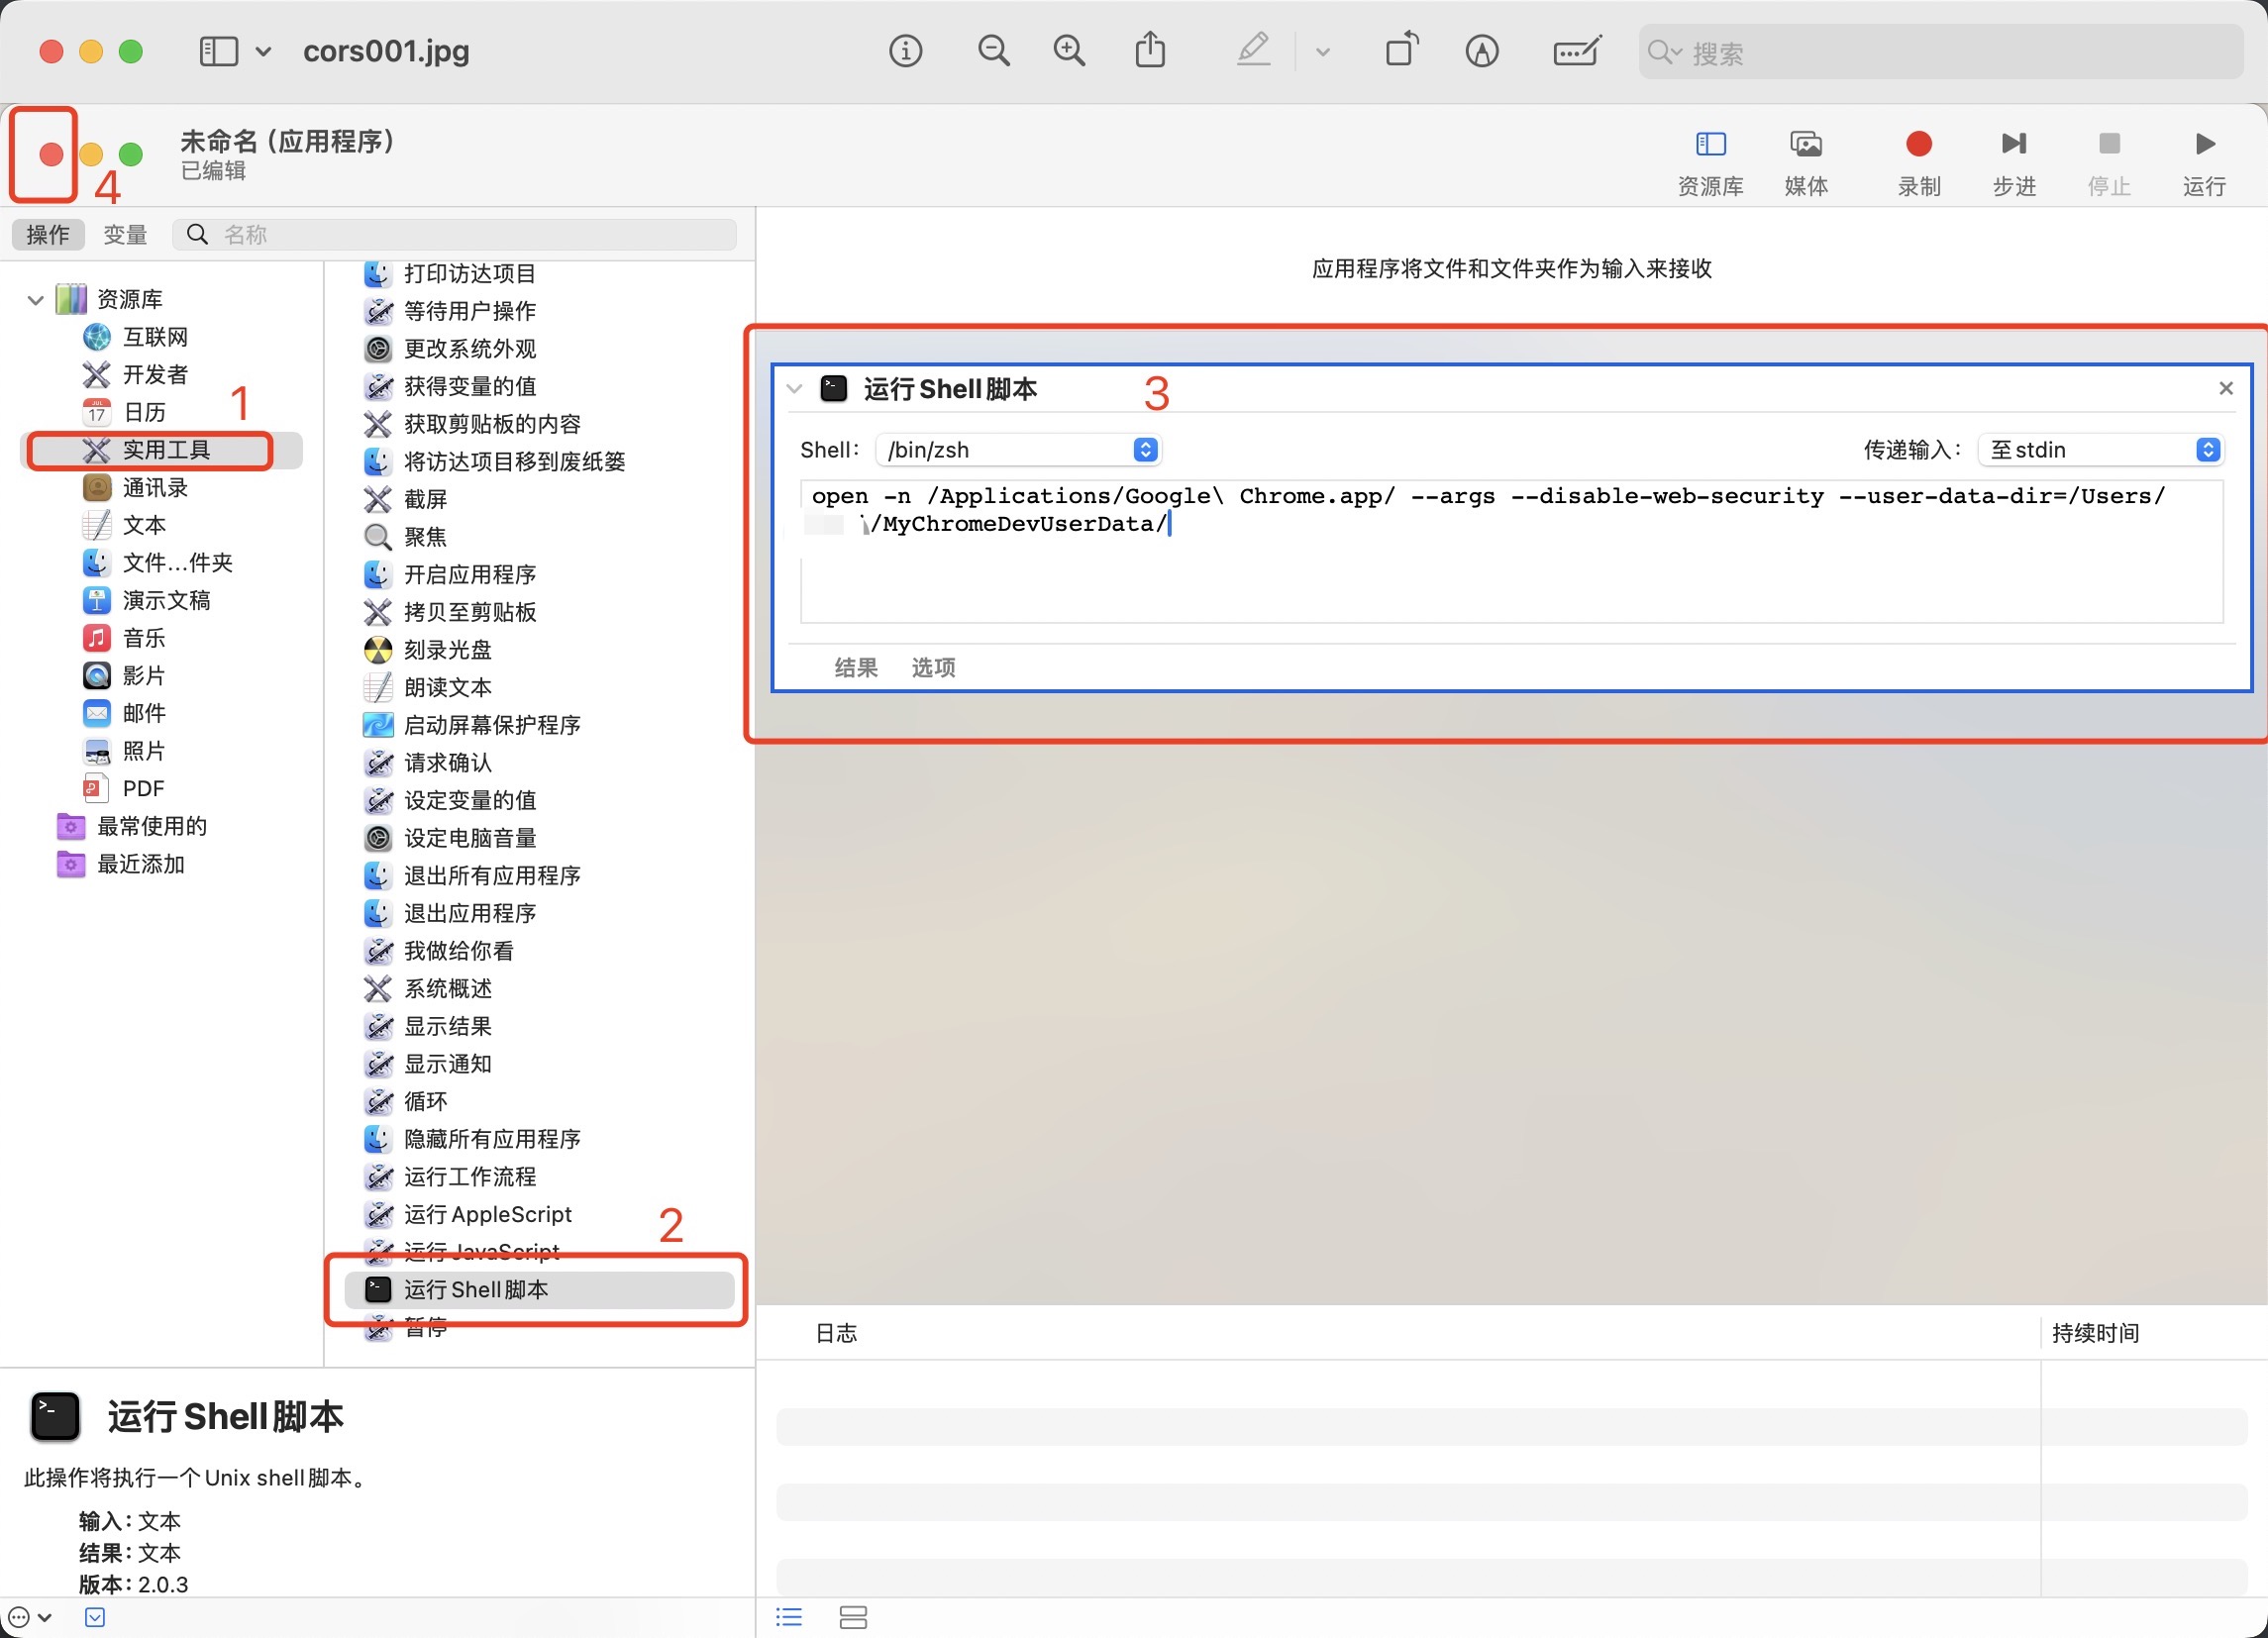 cors001.jpg
搜索
未命名（应用程序）
已编辑
4
资源库
媒体
录制
步进
停止
运行
操作
变量
名称
资源库
互联网
开发者
1
日历
实用工具
通讯录
文本
文件…件夹
演示文稿
音乐
影片
邮件
照片
PDF
最常使用的
最近添加
打印访达项目
等待用户操作
更改系统外观
获得变量的值
获取剪贴板的内容
将访达项目移到废纸篓
截屏
聚焦
开启应用程序
拷贝至剪贴板
刻录光盘
朗读文本
启动屏幕保护程序
请求确认
设定变量的值
设定电脑音量
退出所有应用程序
退出应用程序
我做给你看
系统概述
显示结果
显示通知
循环
隐藏所有应用程序
运行工作流程
运行 AppleScript
2
运行 JavaScript
运行 Shell 脚本
暂停
应用程序将文件和文件夹作为输入来接收
运行 Shell 脚本
3
Shell：
/bin/zsh
传递输入：
至 stdin
open -n /Applications/Google\ Chrome.app/ --args --disable-web-security --user-data-dir=/Users/
/MyChromeDevUserData/
结果
选项
日志
持续时间
运行 Shell 脚本
此操作将执行一个 Unix shell 脚本。
输入：文本
结果：文本
版本：2.0.3